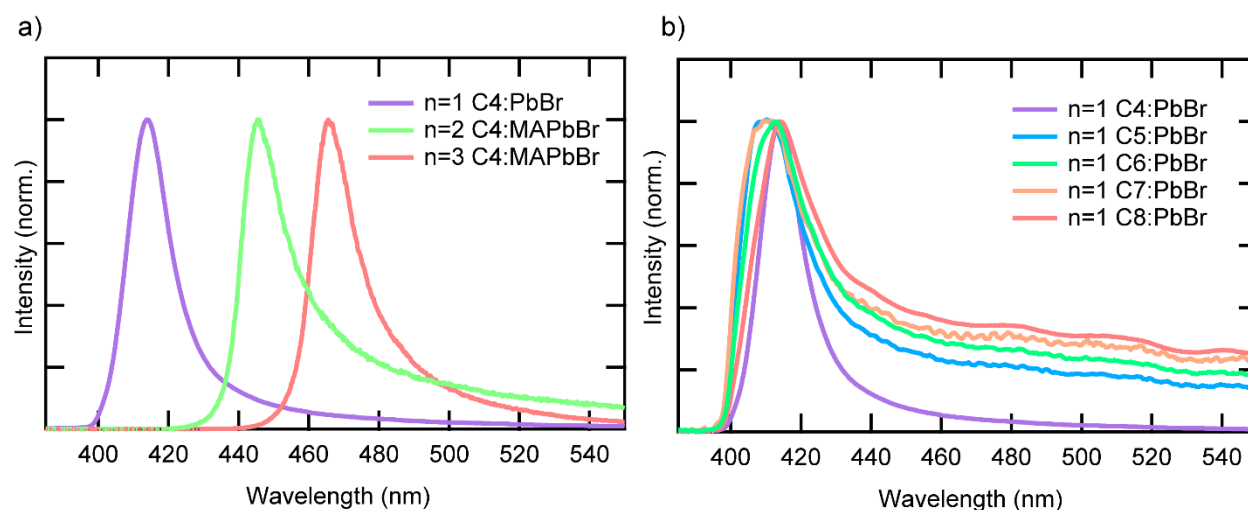 a)
n=1 C4:PbBr
n=2 C4:MAPbBr
n=3 C4:MAPbBr
Intensity (norm.)
400 420 440 460 480 500 520 540
Wavelength (nm)
b)
n=1 C4:PbBr
n=1 C5:PbBr
n=1 C6:PbBr
n=1 C7:PbBr
n=1 C8:PbBr
Intensity (norm.)
400 420 440 460 480 500 520 540
Wavelength (nm)